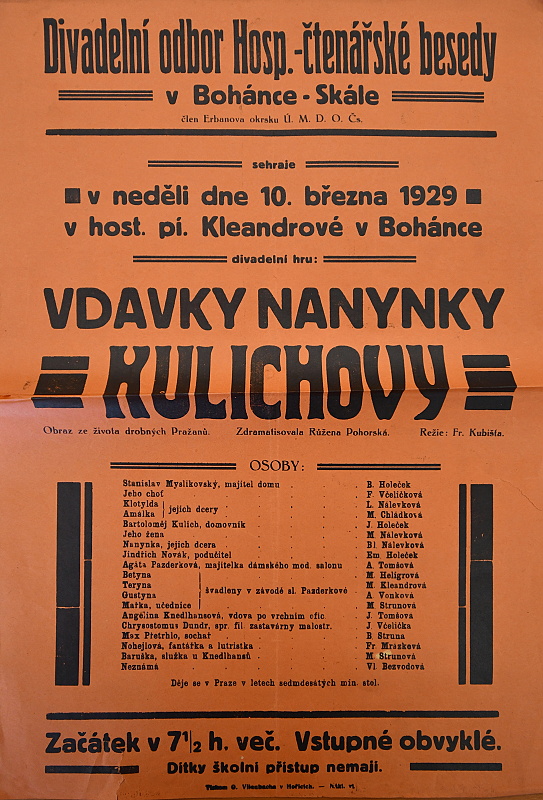 Divadelní odbor Hosp.-čtenářské besedy
v Bohánce - Skále
člen Erbanova okrsku Ú. M. D. O. Čs.
sehraje
v neděli dne 10. března 1929
v host. pí. Kleandrové v Bohánce
divadelní hru:
VDAVKY NANYNKY
KULICHOVY
Obraz ze života drobných Pražanů. Zdramatisovala Růžena Pohorská. Režie: Fr. Kubišta.
OSOBY:
Stanislav Myslikovský, majitel domu . . . . B. Holeček
Jeho choť . . . . F. Včeličková
Klotylda L. Nálevková
jejich dcery
Amálka M. Chládková
Bartoloměj Kulich, domovník . . . . J. Holeček
Jeho žena . . . . M Nálevková
Nanynka, jejich dcera . . . . Bl. Nálevková
Jindřich Novák, podučitel . . . . Em. Holeček
Agáta Pazderková, majitelka dámského mod. salonu A. Tomšová
Betyna M. Heligrová
Teryna M. Kleandrová
švadleny v závodě sl. Pazderkové
Gustyna A. Vonková
Mařka, učednice M Strunová
Angelina Knedlhansová, vdova po vrchním ofic. J. Tomšová
Chrysostomus Dundr, spr. fil. zastavárny malostr. J. Včelička
Max Přetrhlo, sochař . . . . B. Struna
Nohejlová, fantářka a lutristka . . . . Fr Mrázková
Baruška, služka u Knedlhansů . . . . M. Strunová
Neznámá . . . . Vl. Bezvodová
Děje se v Praze v letech sedmdesátých min. stol.
Začátek v 7 1/2 h. več. Vstupné obvyklé.
Dítky školní přístup nemají.
Tiskem G. Vilenbecha v Hořicích. —